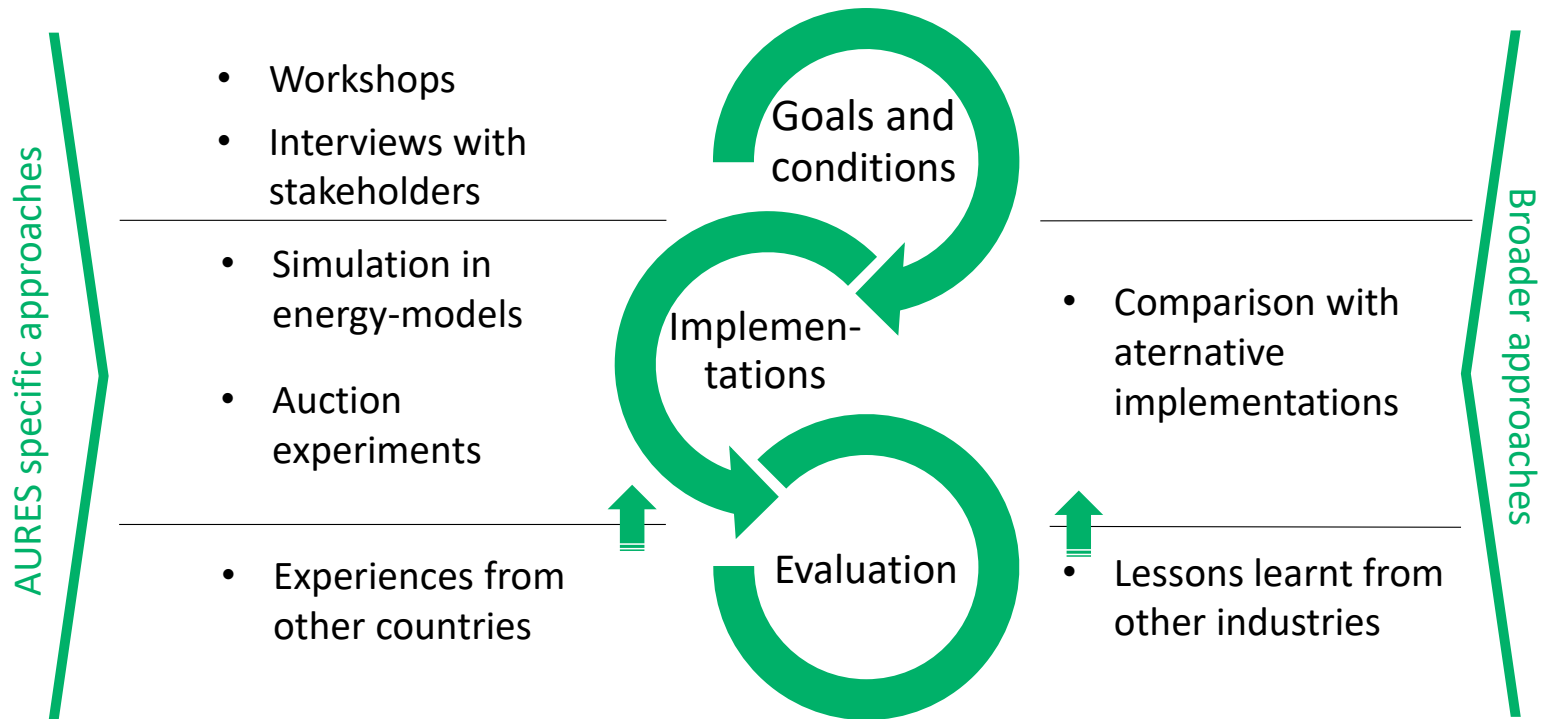 AURES specific approaches
• Workshops
• Interviews with
stakeholders
• Simulation in
energy-models
• Auction
experiments
• Experiences from
other countries
Goals and
conditions
Implemen-
tations
Evaluation
• Comparison with
aternative
implementations
• Lessons learnt from
other industries
Broader approaches